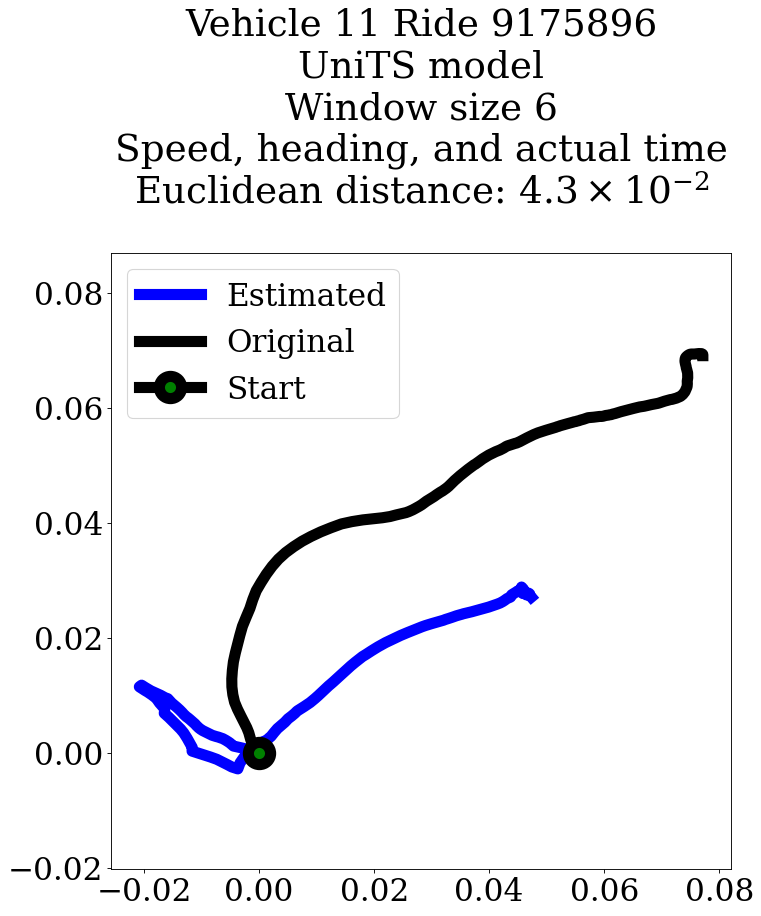 Vehicle 11 Ride 9175896
UniTS model
Window size 6
Speed, heading, and actual time
Euclidean distance: 4.3 × 10⁻²
Estimated
Original
Start
0.08
0.06
0.04
0.02
0.00
−0.02
−0.02 0.00 0.02 0.04 0.06 0.08